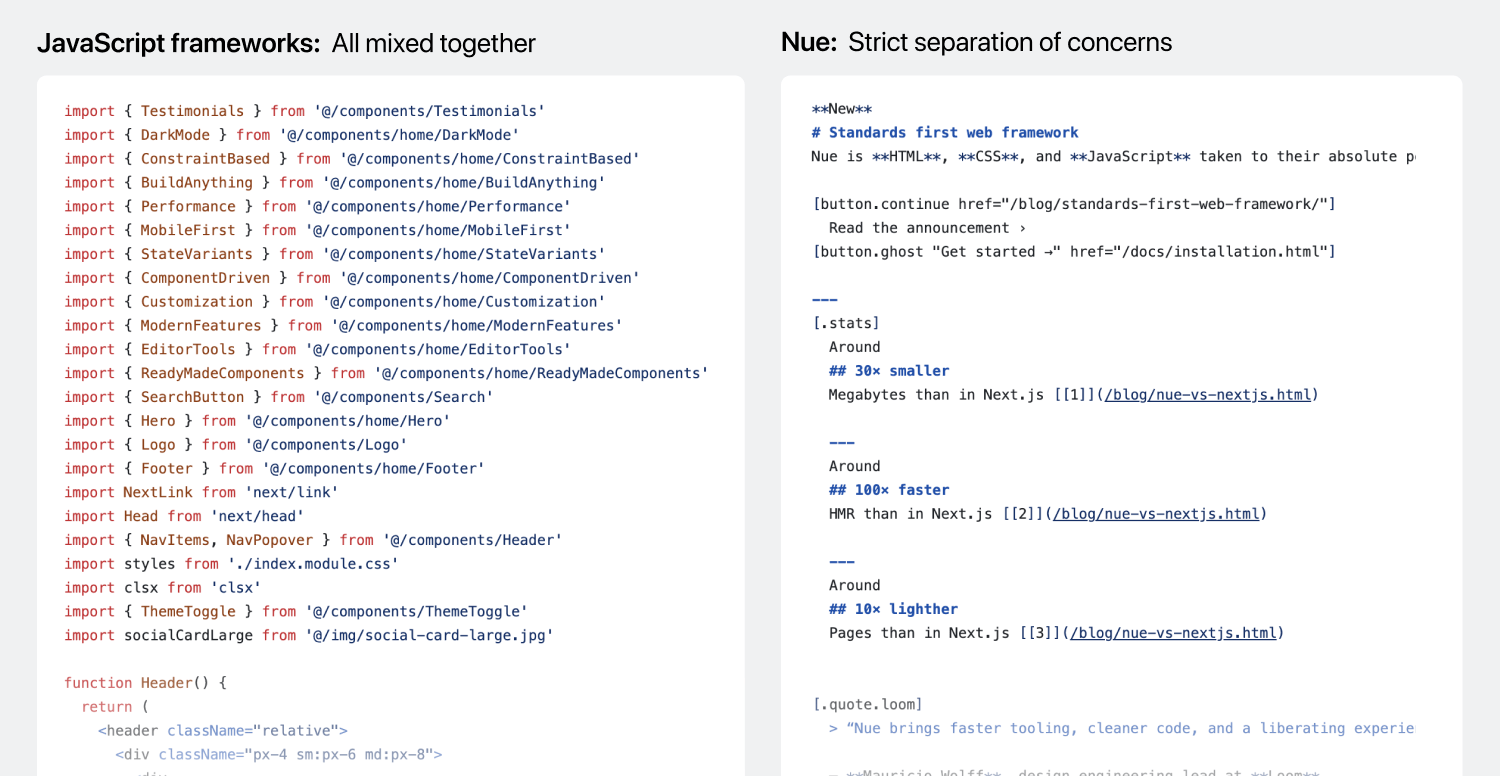 JavaScript frameworks: All mixed together
import { Testimonials } from '@/components/Testimonials'
import { DarkMode } from '@/components/home/DarkMode'
import { ConstraintBased } from '@/components/home/ConstraintBased'
import { BuildAnything } from '@/components/home/BuildAnything'
import { Performance } from '@/components/home/Performance'
import { MobileFirst } from '@/components/home/MobileFirst'
import { StateVariants } from '@/components/home/StateVariants'
import { ComponentDriven } from '@/components/home/ComponentDriven'
import { Customization } from '@/components/home/Customization'
import { ModernFeatures } from '@/components/home/ModernFeatures'
import { EditorTools } from '@/components/home/EditorTools'
import { ReadyMadeComponents } from '@/components/home/ReadyMadeComponents'
import { SearchButton } from '@/components/Search'
import { Hero } from '@/components/home/Hero'
import { Logo } from '@/components/Logo'
import { Footer } from '@/components/home/Footer'
import NextLink from 'next/link'
import Head from 'next/head'
import { NavItems, NavPopover } from '@/components/Header'
import styles from './index.module.css'
import clsx from 'clsx'
import { ThemeToggle } from '@/components/ThemeToggle'
import socialCardLarge from '@/img/social-card-large.jpg'
function Header() {
return (
<header className="relative">
<div className="px-4 sm:px-6 md:px-8">
Nue: Strict separation of concerns
**New**
# Standards first web framework
Nue is **HTML**, **CSS**, and **JavaScript** taken to their absolute
[button.continue href="/blog/standards-first-web-framework/"]
Read the announcement ›
[button.ghost "Get started →" href="/docs/installation.html"]
---
[.stats]
Around
## 30× smaller
Megabytes than in Next.js [[1]](/blog/nue-vs-nextjs.html)
---
Around
## 100× faster
HMR than in Next.js [[2]](/blog/nue-vs-nextjs.html)
---
Around
## 10× lighther
Pages than in Next.js [[3]](/blog/nue-vs-nextjs.html)
[.quote.loom]
> “Nue brings faster tooling, cleaner code, and a liberating